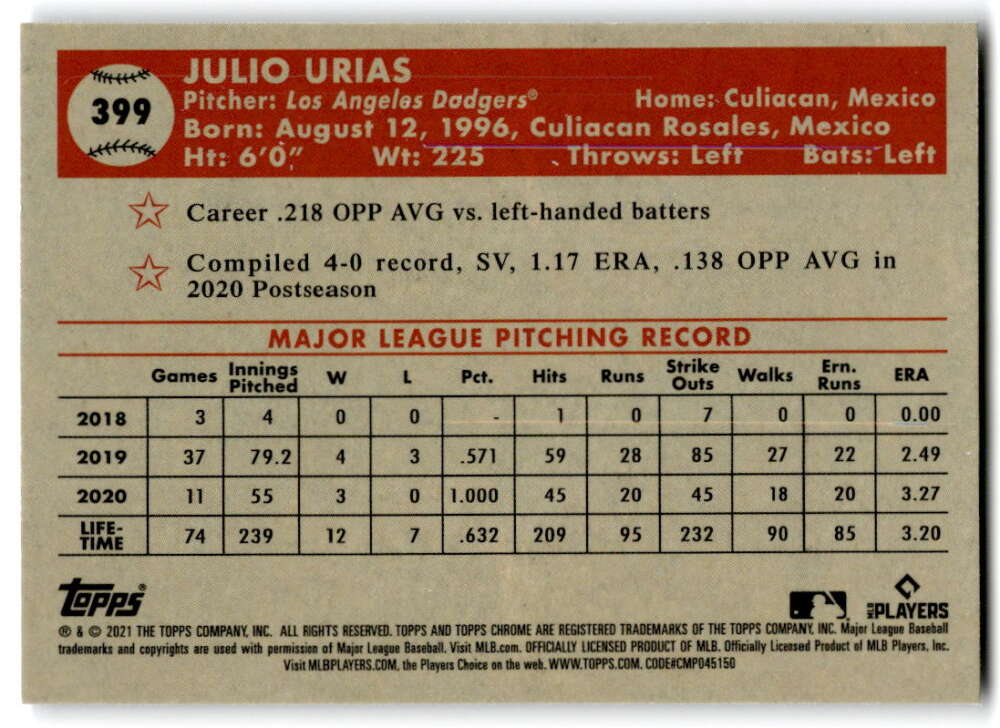 399
JULIO URIAS
Pitcher: Los Angeles Dodgers® Home: Culiacan, Mexico
Born: August 12, 1996, Culiacan Rosales, Mexico
Ht: 6'0" Wt: 225 Throws: Left Bats: Left
Career .218 OPP AVG vs. left-handed batters
Compiled 4-0 record, SV, 1.17 ERA, .138 OPP AVG in
2020 Postseason
MAJOR LEAGUE PITCHING RECORD
Games Innings Pitched W L Pct. Hits Runs Strike Outs Walks Ern. Runs ERA
2018 3 4 0 0 - 1 0 7 0 0 0.00
2019 37 79.2 4 3 .571 59 28 85 27 22 2.49
2020 11 55 3 0 1.000 45 20 45 18 20 3.27
LIFE-TIME 74 239 12 7 .632 209 95 232 90 85 3.20
topps® MLB PLAYERS
® & © 2021 THE TOPPS COMPANY, INC. ALL RIGHTS RESERVED. TOPPS AND TOPPS CHROME ARE REGISTERED TRADEMARKS OF THE TOPPS COMPANY, INC. Major League Baseball
trademarks and copyrights are used with permission of Major League Baseball. Visit MLB.com. OFFICIALLY LICENSED PRODUCT OF MLB. Officially Licensed Product of MLB Players, Inc.
Visit MLBPLAYERS.COM, the Players Choice on the web. WWW.TOPPS.COM. CODE#CMP045150